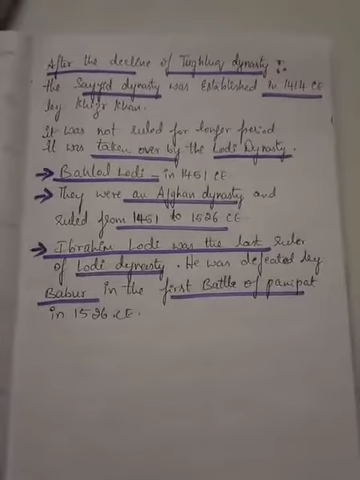 After the decline of Tughluq dynasty :-
the Sayyed dynasty was Established in 1414 CE
by Khizr Khan.
It was not ruled for longer period
It was taken over by the Lodi Dynasty.
→ Bahlol Lodi - in 1451 CE
→ They were an Afghan dynasty and
ruled from 1451 to 1526 CE.
→ Ibrahim Lodi was the last ruler
of Lodi dynasty. He was defeated by
Babur in the first Battle of panipat
in 1526 CE.